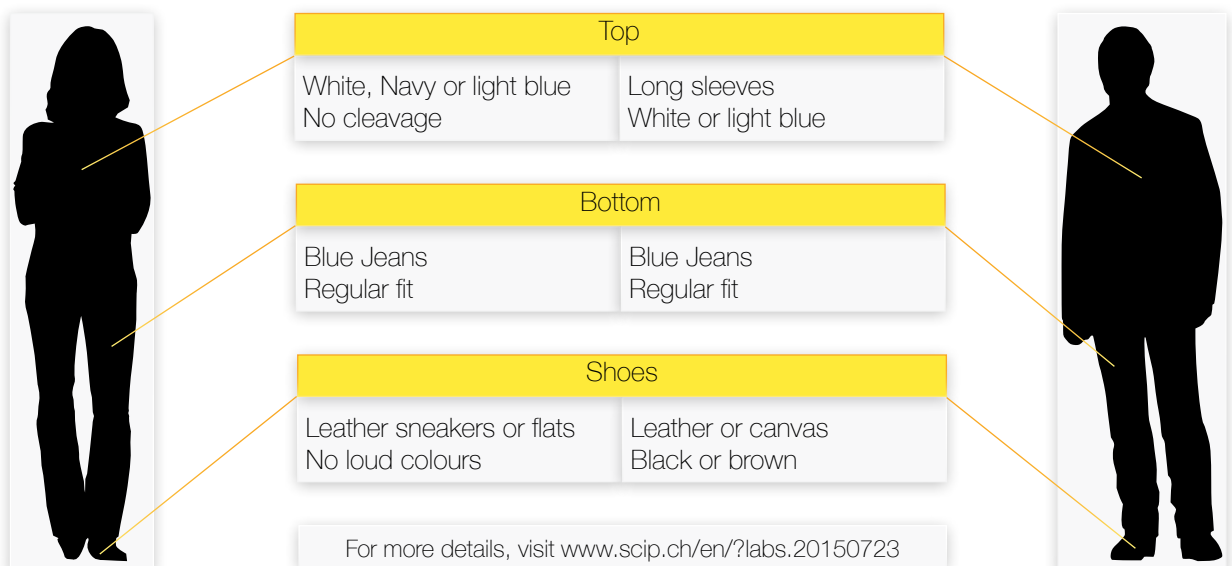 Top
White, Navy or light blue
No cleavage
Long sleeves
White or light blue
Bottom
Blue Jeans
Regular fit
Blue Jeans
Regular fit
Shoes
Leather sneakers or flats
No loud colours
Leather or canvas
Black or brown
For more details, visit www.scip.ch/en/?labs.20150723